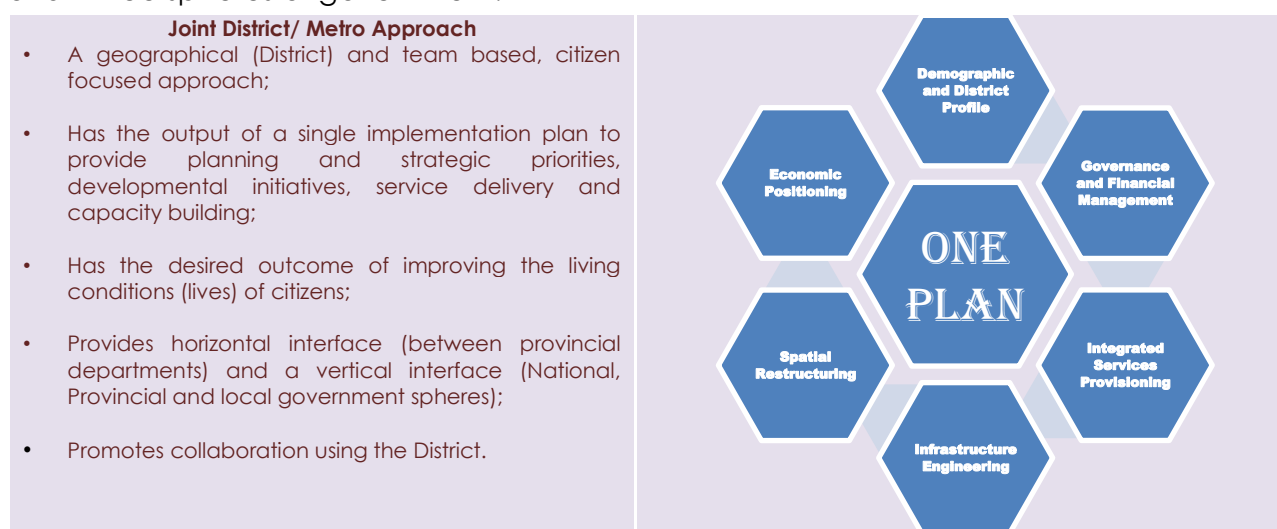 Joint District/ Metro Approach
• A geographical (District) and team based, citizen
focused approach;
• Has the output of a single implementation plan to
provide planning and strategic priorities,
developmental initiatives, service delivery and
capacity building;
• Has the desired outcome of improving the living
conditions (lives) of citizens;
• Provides horizontal interface (between provincial
departments) and a vertical interface (National,
Provincial and local government spheres);
• Promotes collaboration using the District.
Demographic
and District
Profile
Governance
and Financial
Management
Integrated
Services
Provisioning
Infrastructure
Engineering
Spatial
Restructuring
Economic
Positioning
ONE
PLAN